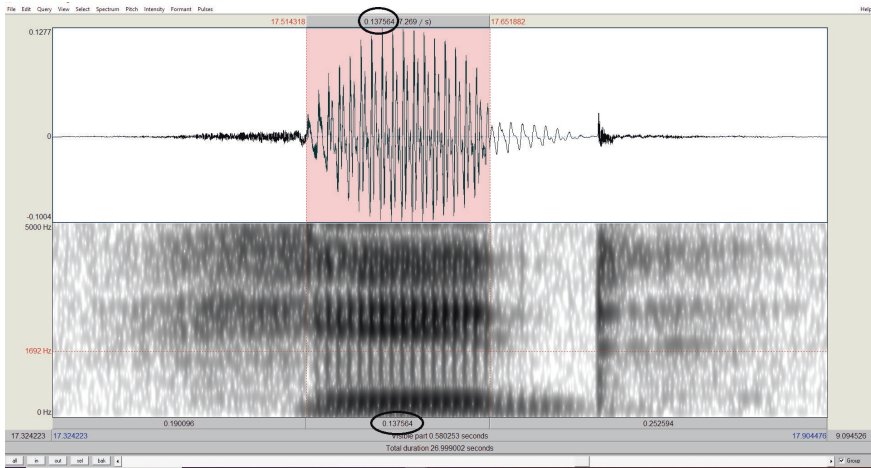 File Edit Query View Select Spectrum Pitch Intensity Formant Pulses Help
17.514318 0.137564 (7.269 / s) 17.651882
0.1277
0
-0.1004
5000 Hz
1692 Hz
0 Hz
0.190096 0.137564 0.252594
17.324223 17.324223 Visible part 0.580253 seconds 17.904476 9.094526
Total duration 26.999002 seconds
all in out sel bak Group